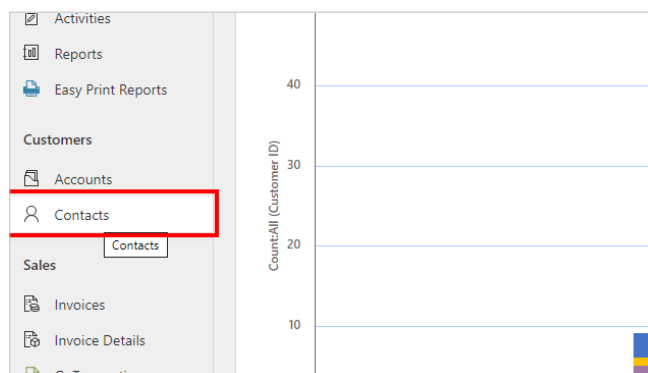 Activities
Reports
Easy Print Reports
Customers
Accounts
Contacts
Contacts
Sales
Invoices
Invoice Details
40
30
20
10
Count:All (Customer ID)